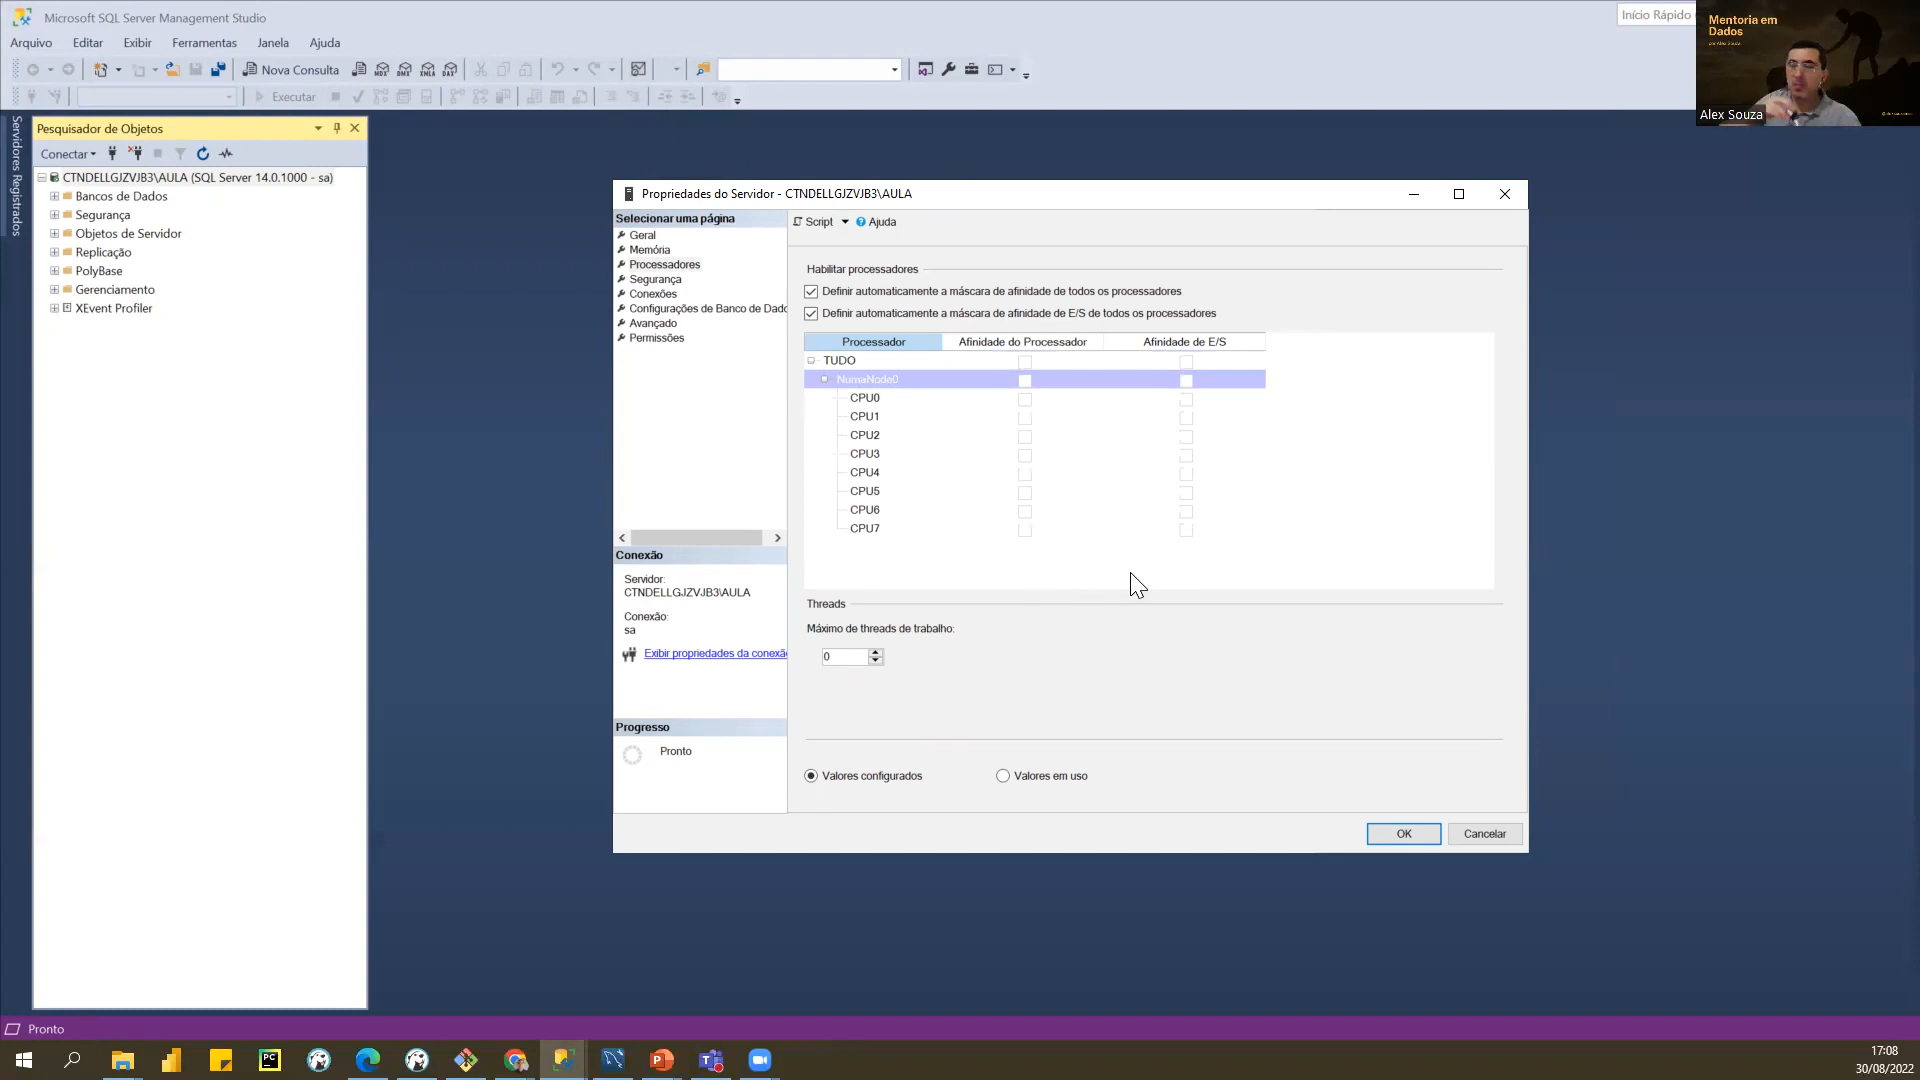 Microsoft SQL Server Management Studio
Início Rápido
Arquivo Editar Exibir Ferramentas Janela Ajuda
Nova Consulta
MDX DMX XMLA DAX
Executar
Mentoria em
Dados
por Alex Souza
Alex Souza
Servidores Registrados
Pesquisador de Objetos
Conectar
CTNDELLGJZVJB3\AULA (SQL Server 14.0.1000 - sa)
Bancos de Dados
Segurança
Objetos de Servidor
Replicação
PolyBase
Gerenciamento
XEvent Profiler
Propriedades do Servidor - CTNDELLGJZVJB3\AULA
Selecionar uma página
Geral
Memória
Processadores
Segurança
Conexões
Configurações de Banco de Dado
Avançado
Permissões
Conexão
Servidor:
CTNDELLGJZVJB3\AULA
Conexão:
sa
Exibir propriedades da conexã
Progresso
Pronto
Script Ajuda
Habilitar processadores
Definir automaticamente a máscara de afinidade de todos os processadores
Definir automaticamente a máscara de afinidade de E/S de todos os processadores
Processador Afinidade do Processador Afinidade de E/S
TUDO
NumaNode0
CPU0
CPU1
CPU2
CPU3
CPU4
CPU5
CPU6
CPU7
Threads
Máximo de threads de trabalho:
0
Valores configurados Valores em uso
OK Cancelar
Pronto
17:08
30/08/2022